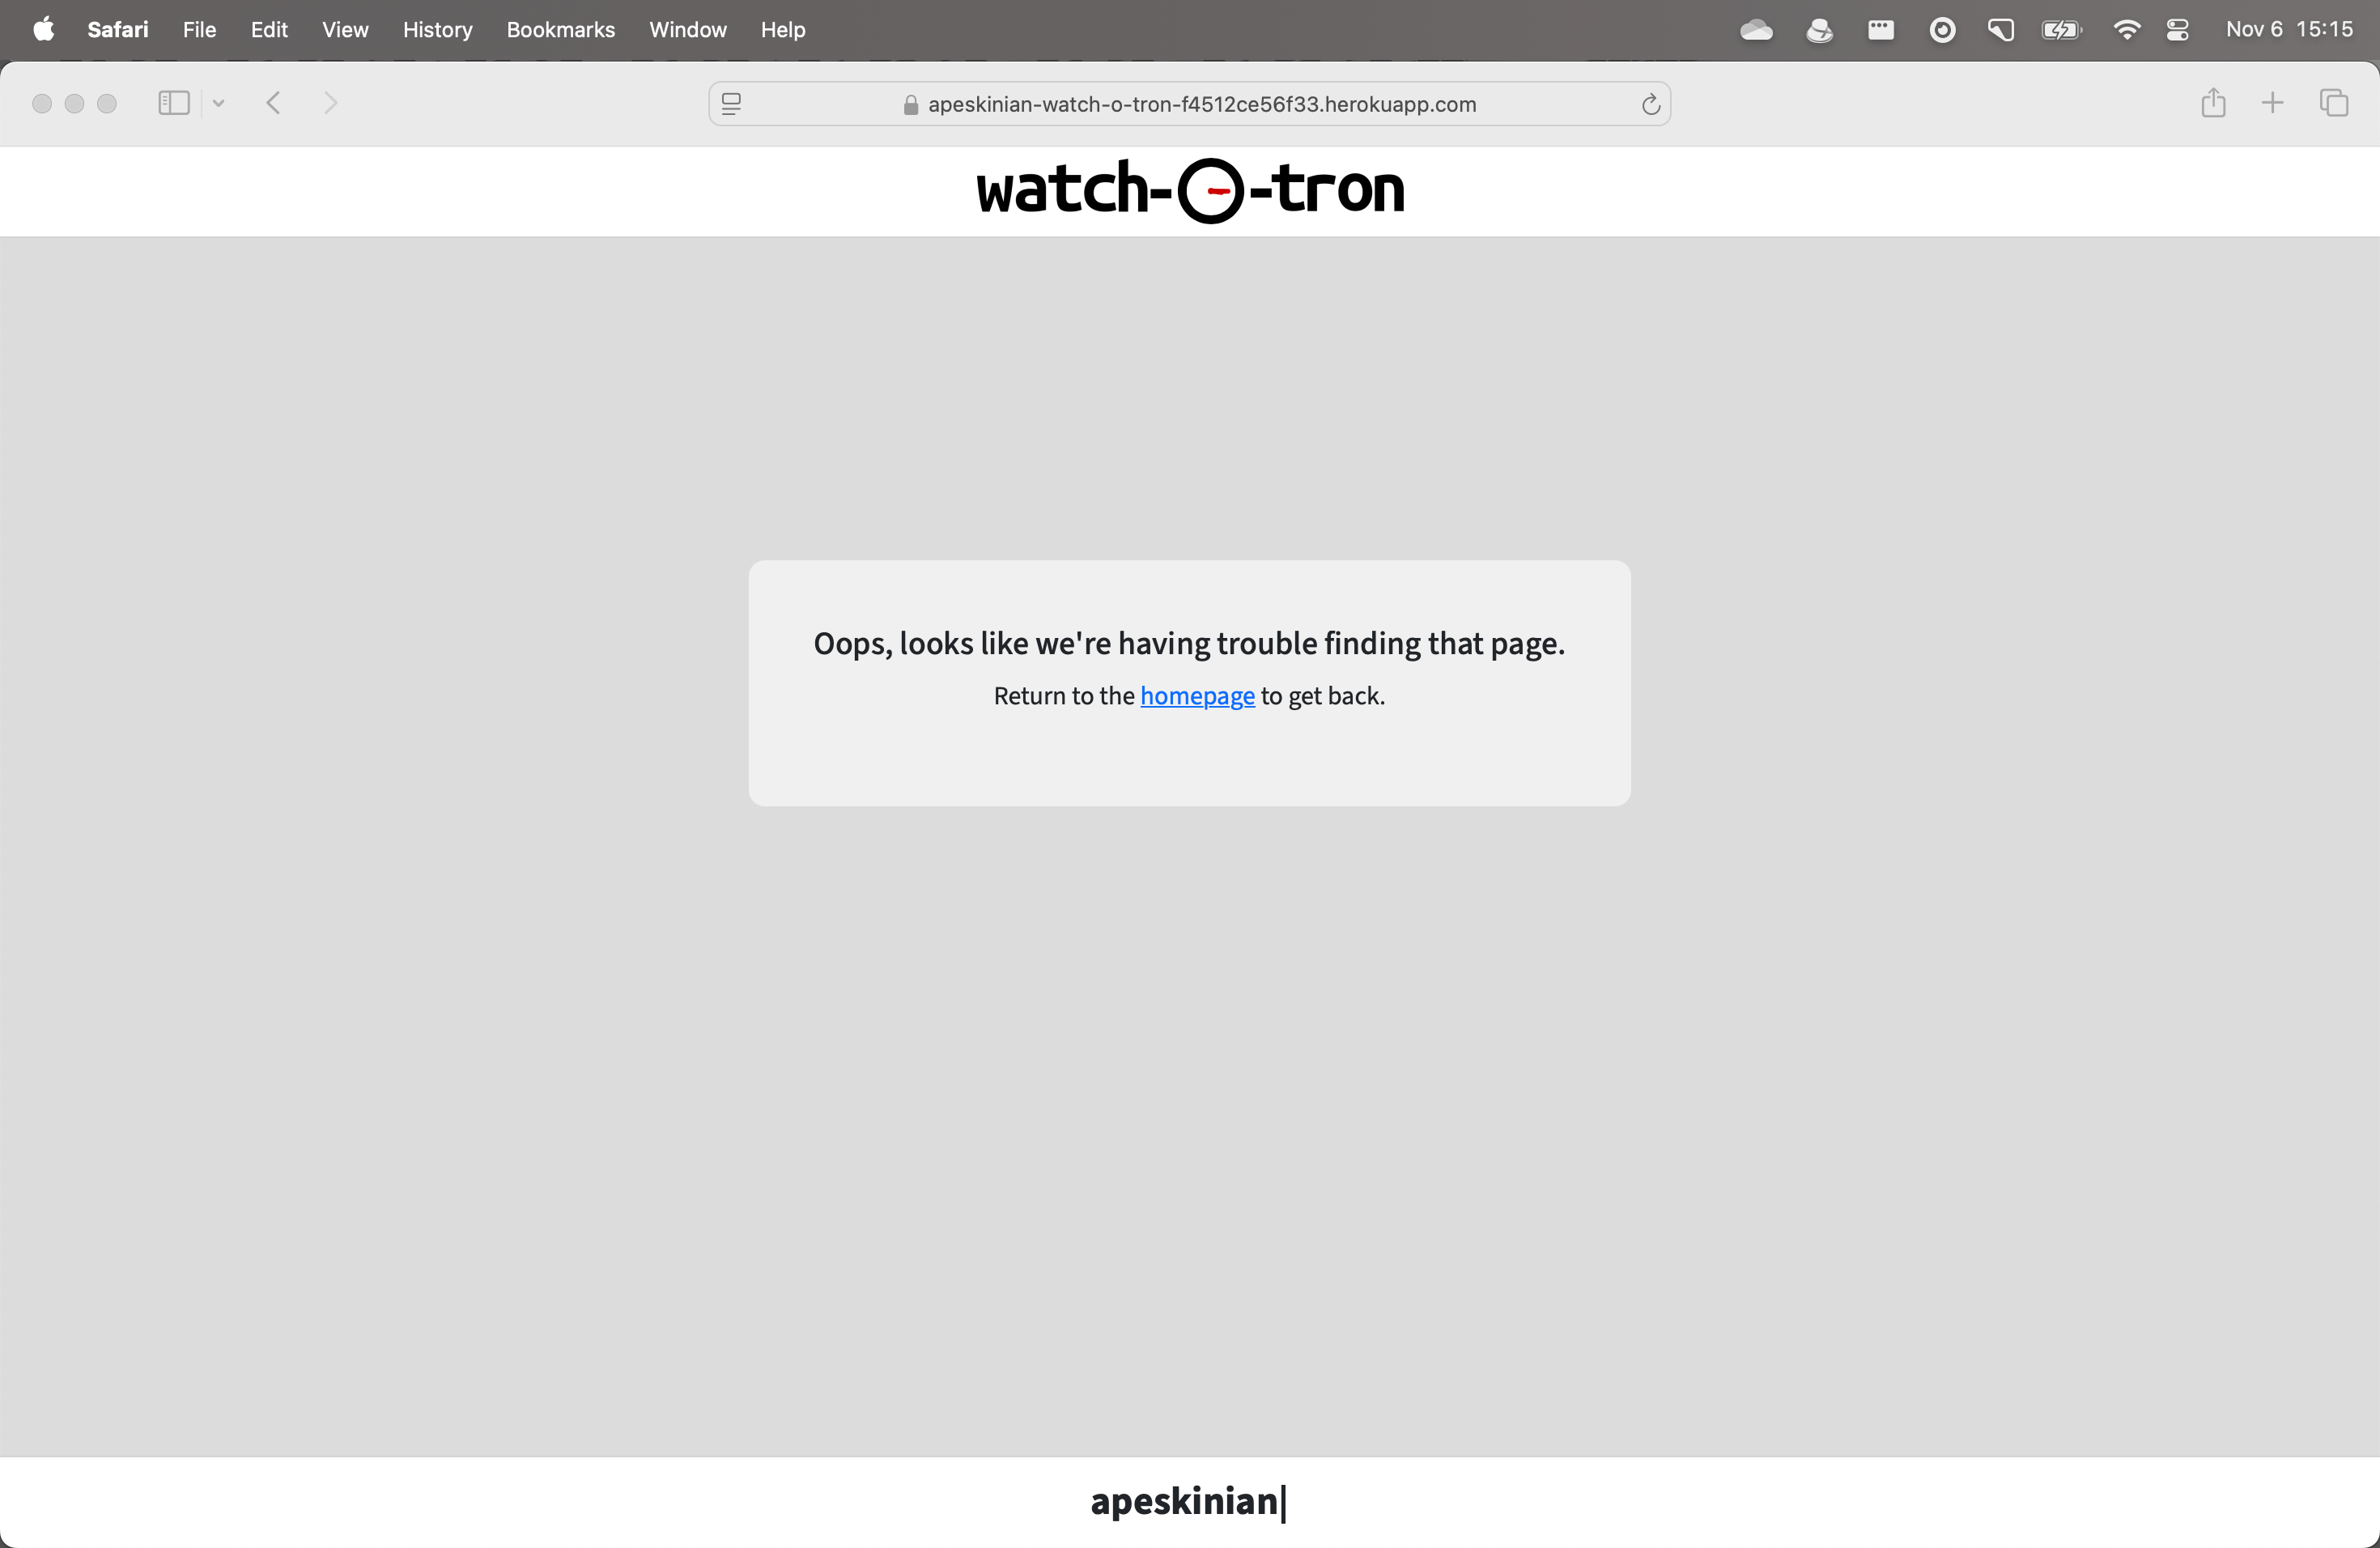 Safari File Edit View History Bookmarks Window Help Nov 6 15:15
apeskinian-watch-o-tron-f4512ce56f33.herokuapp.com
watch-o-tron
Oops, looks like we're having trouble finding that page.
Return to the homepage to get back.
apeskinian|